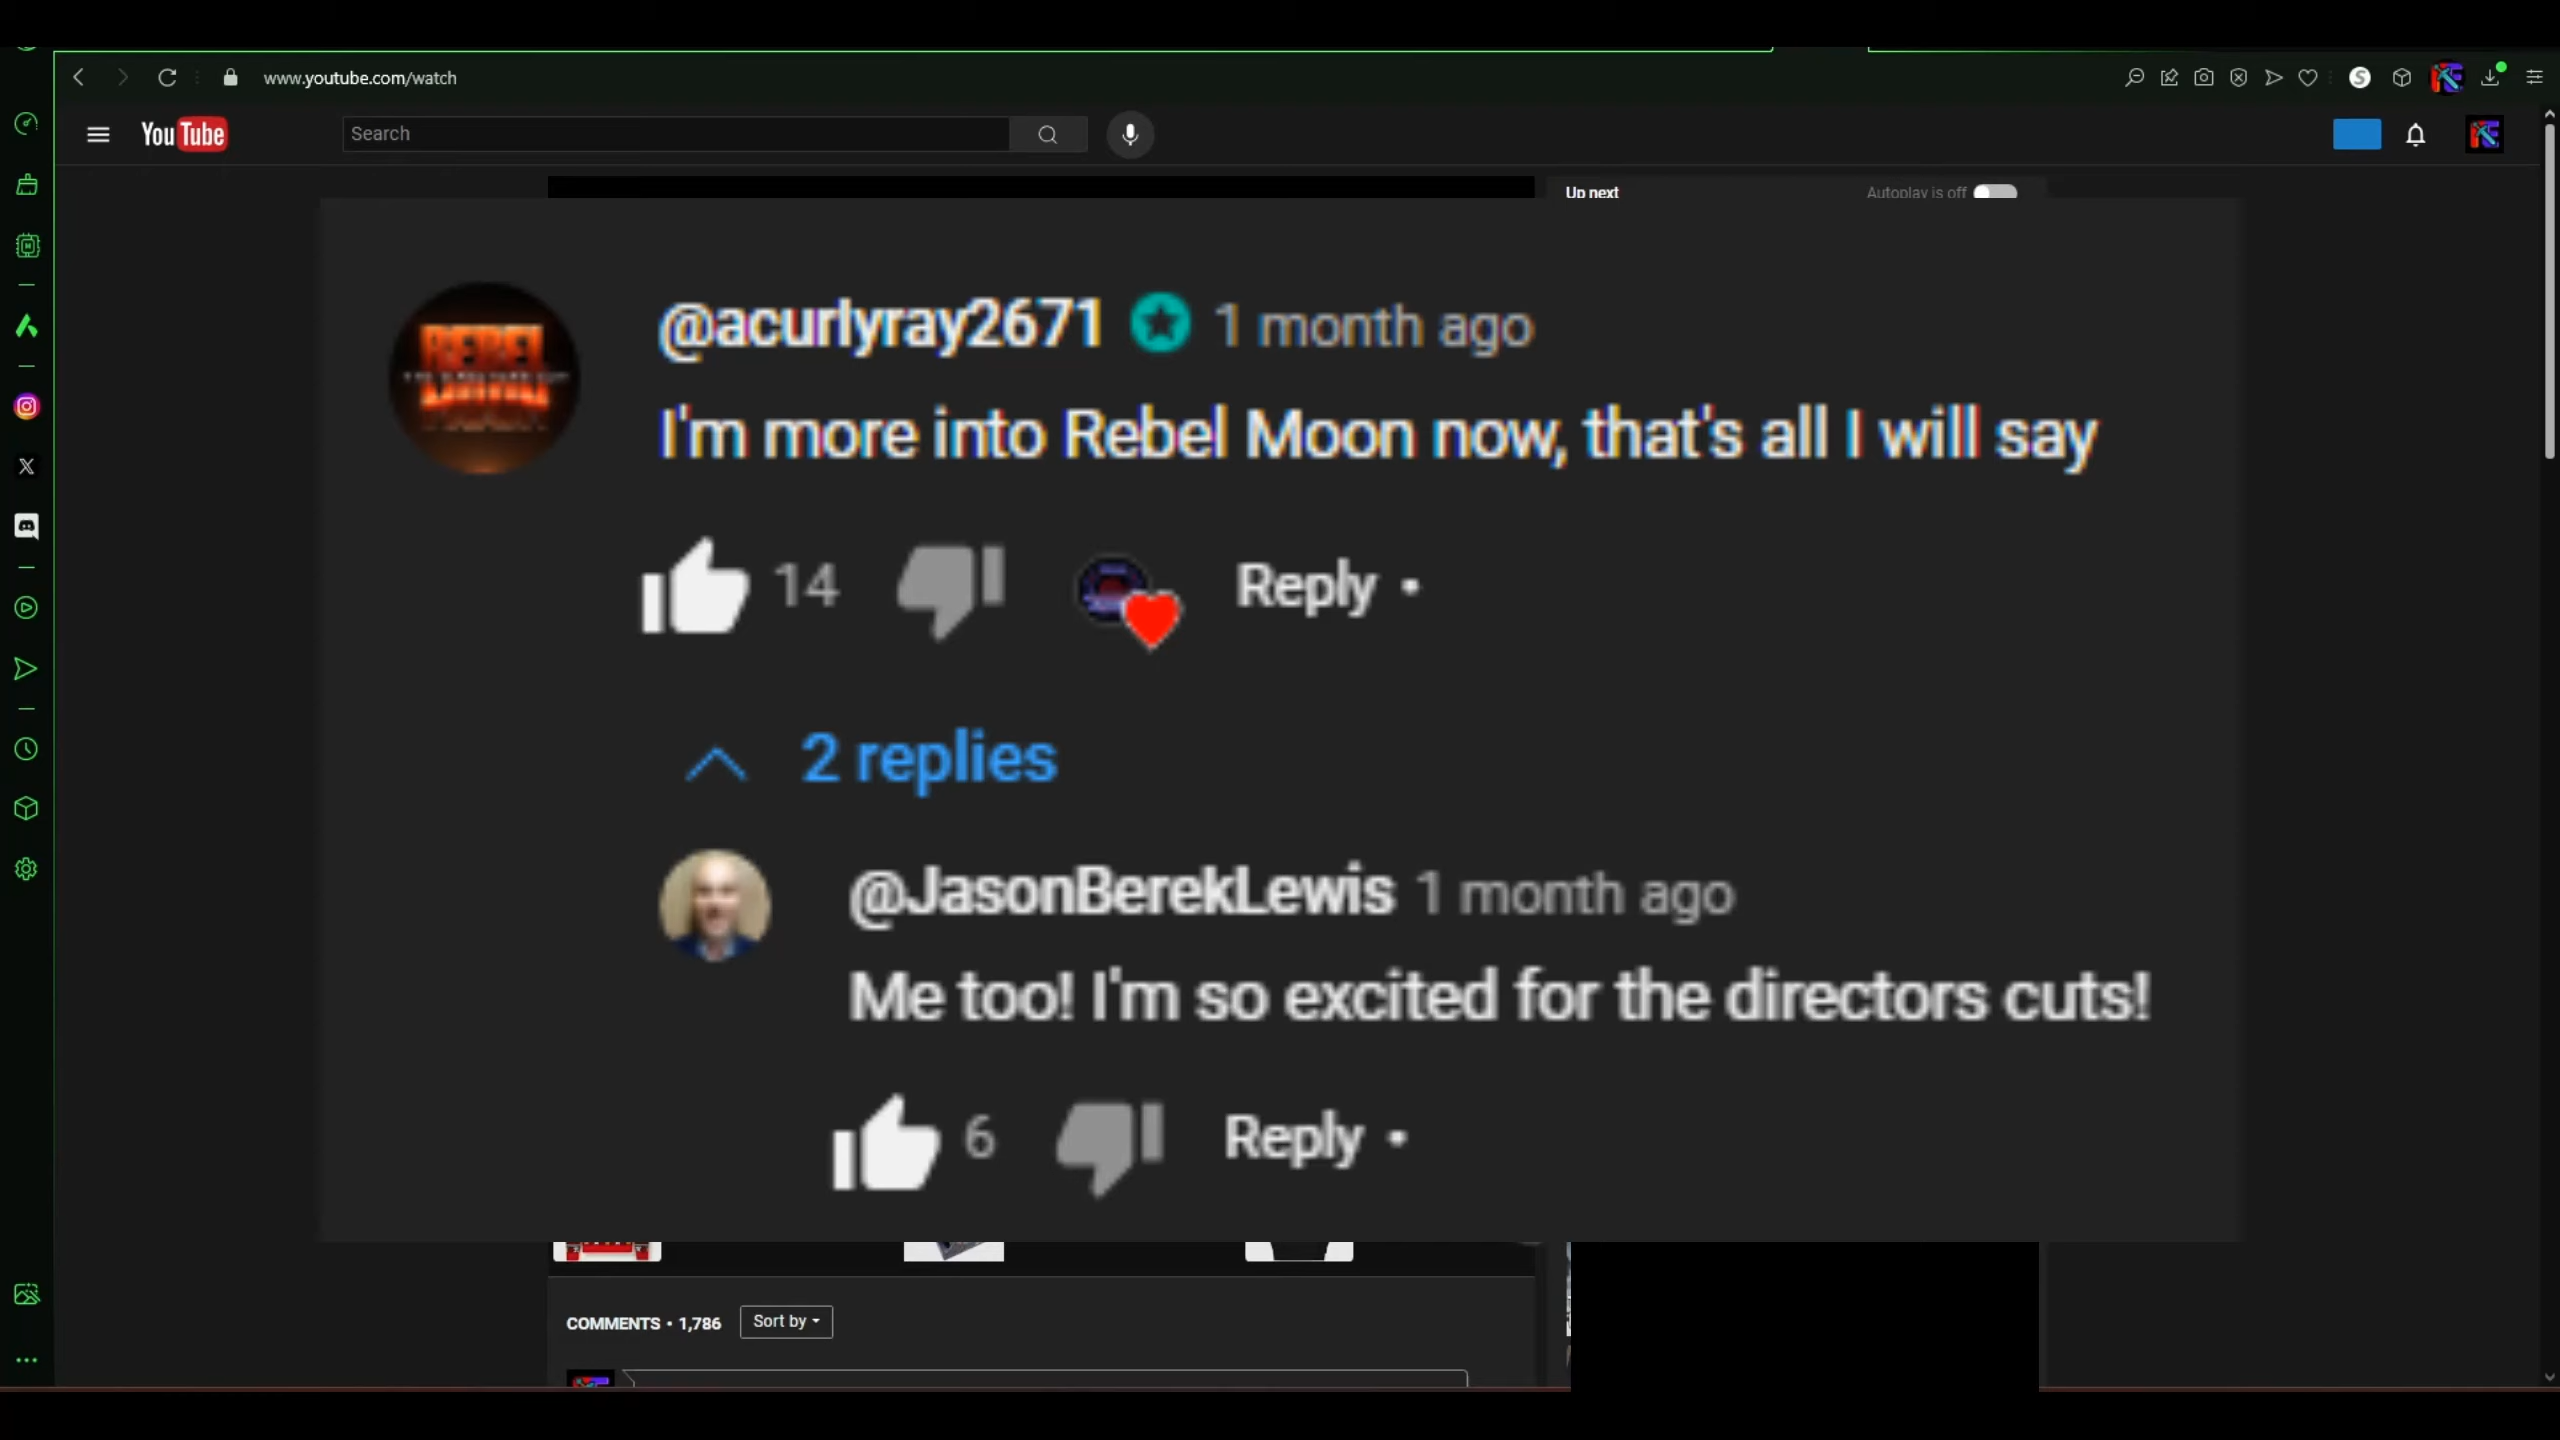 www.youtube.com/watch
YouTube
Search
Up next
Autoplay is off
REBEL
@acurlyray2671 1 month ago
I'm more into Rebel Moon now, that's all I will say
14
Reply •
2 replies
@JasonBerekLewis 1 month ago
Me too! I'm so excited for the directors cuts!
6
Reply •
COMMENTS • 1,786
Sort by